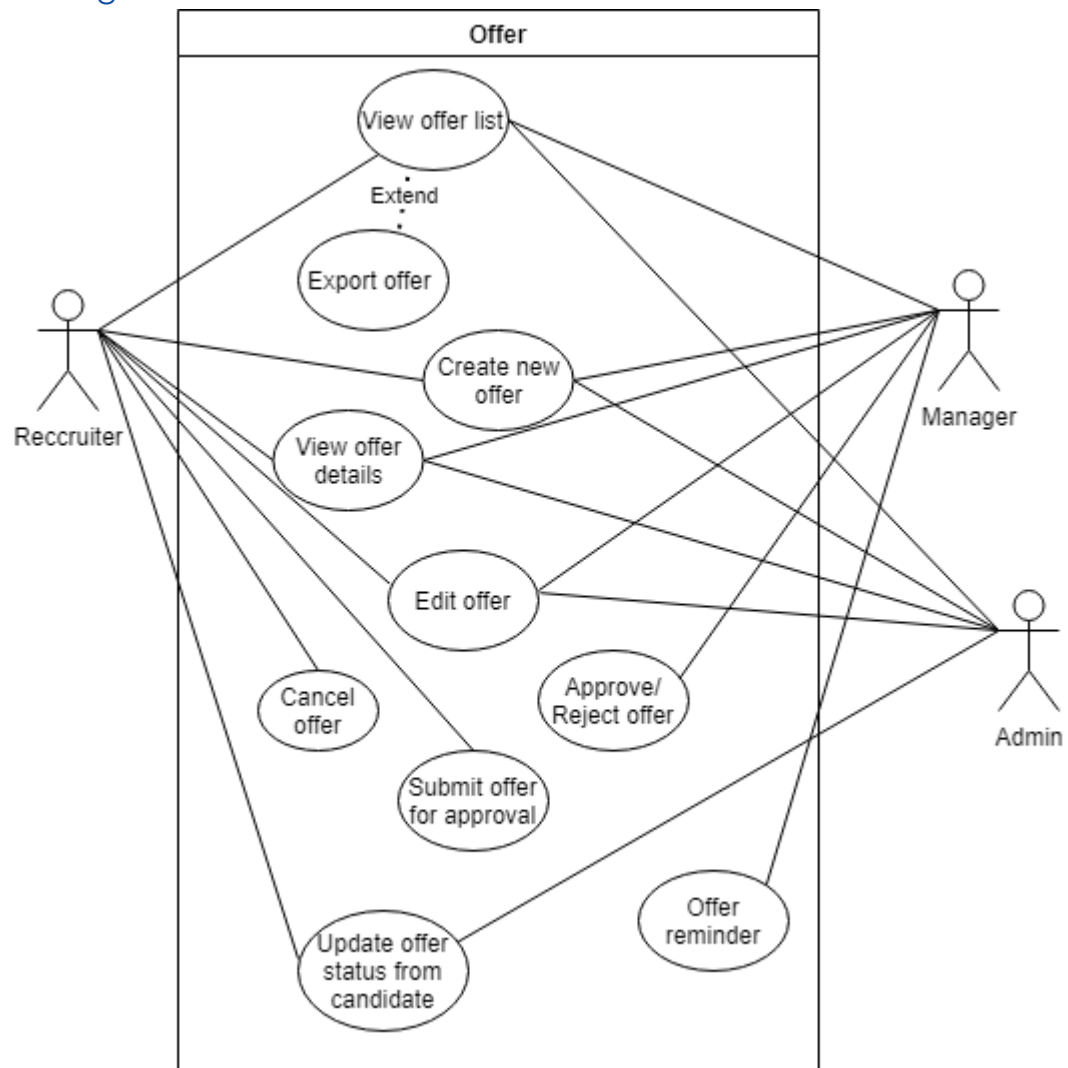 Offer
View offer list
Extend
Export offer
Create new
offer
View offer
details
Reccruiter
Manager
Edit offer
Approve/
Reject offer
Cancel
offer
Submit offer
for approval
Admin
Offer
reminder
Update offer
status from
candidate